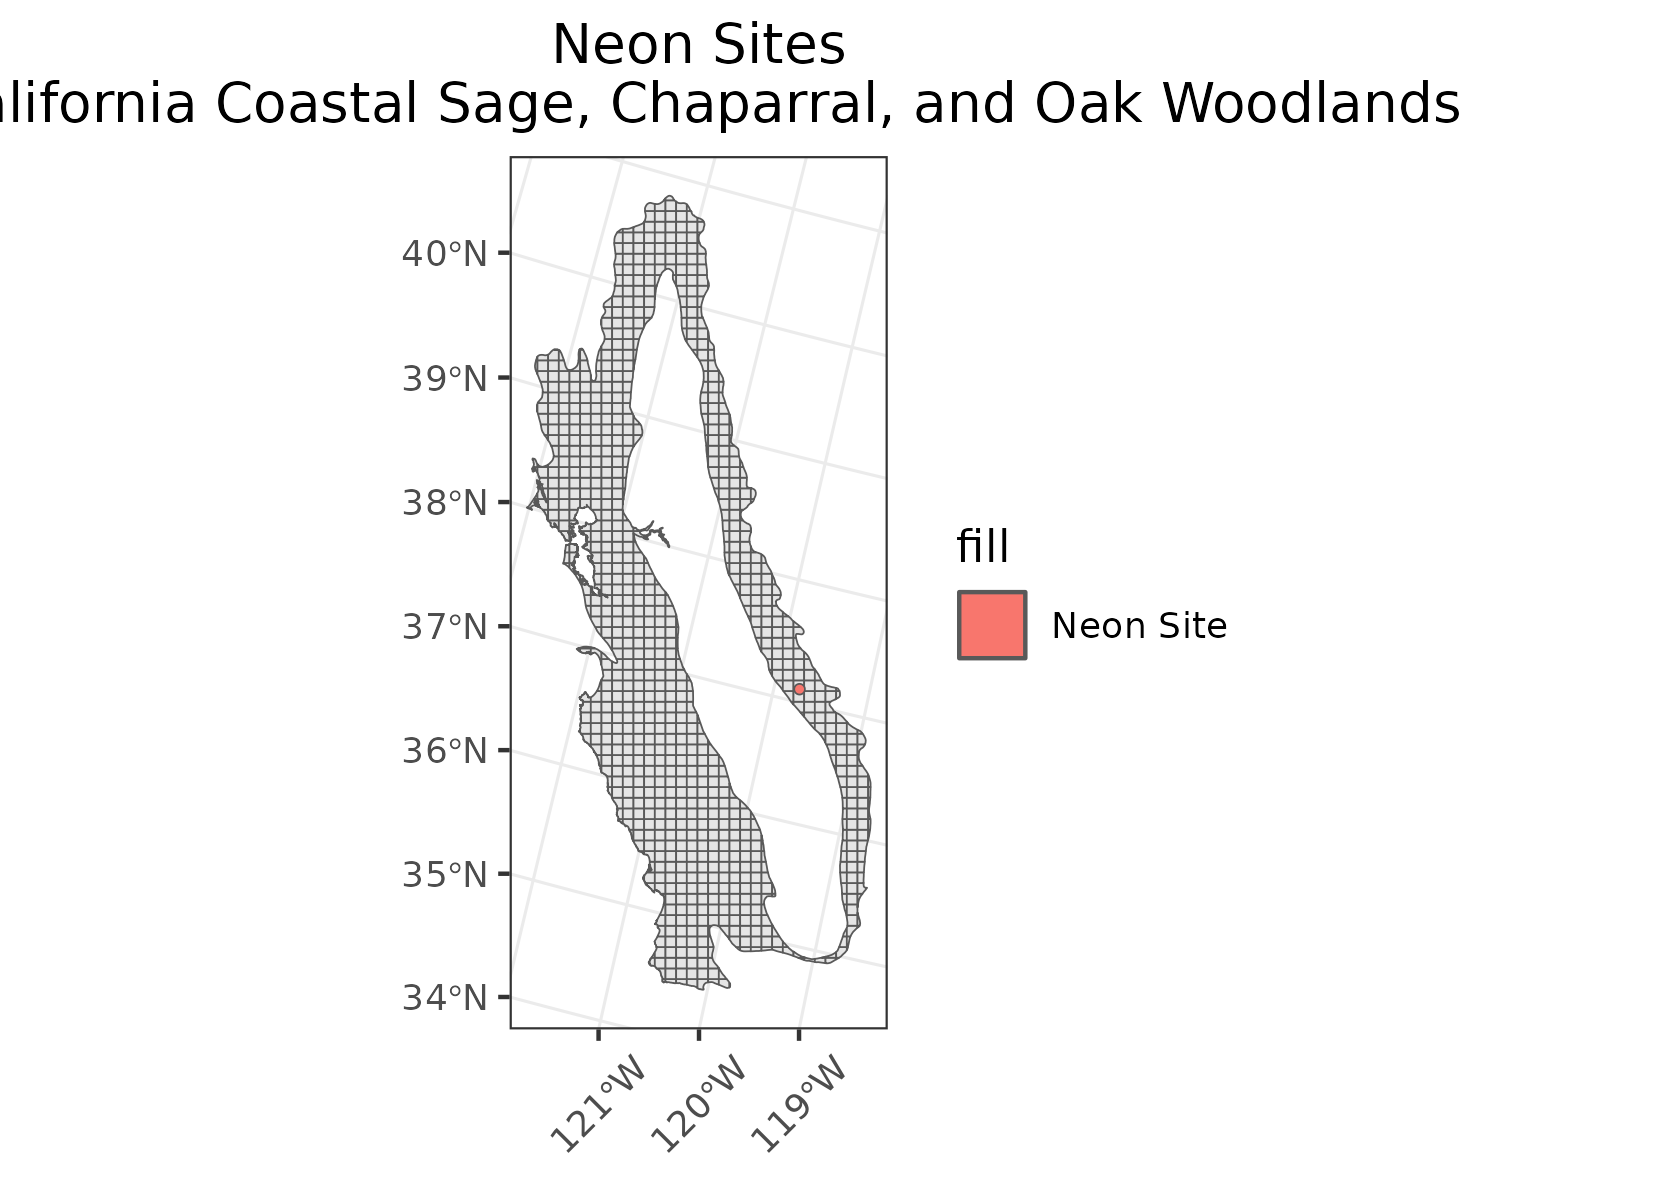 Neon Sites
alifornia Coastal Sage, Chaparral, and Oak Woodlands
40°N
39°N
38°N
37°N
36°N
35°N
34°N
121°W
120°W
119°W
fill
Neon Site